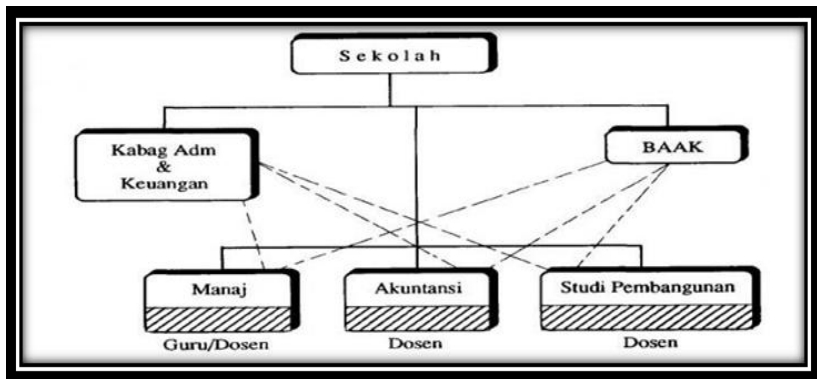 Sekolah
Kabag Adm
&
Keuangan
BAAK
Manaj
Akuntansi
Studi Pembangunan
Guru/Dosen
Dosen
Dosen